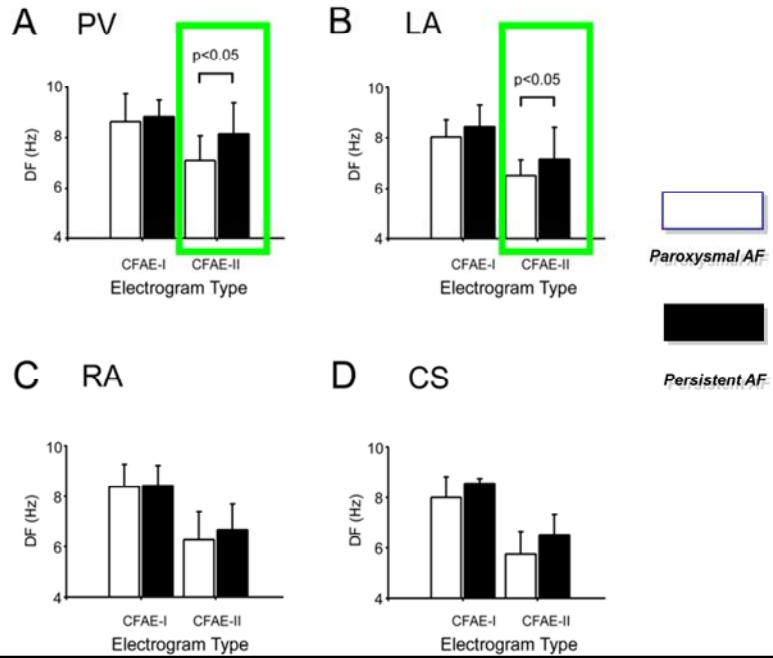 A PV
p<0.05
10
8
6
4
DF (Hz)
CFAE-I CFAE-II
Electrogram Type
B LA
p<0.05
10
8
6
4
DF (Hz)
CFAE-I CFAE-II
Electrogram Type
Paroxysmal AF
Persistent AF
C RA
10
8
6
4
DF (Hz)
CFAE-I CFAE-II
Electrogram Type
D CS
10
8
6
4
DF (Hz)
CFAE-I CFAE-II
Electrogram Type